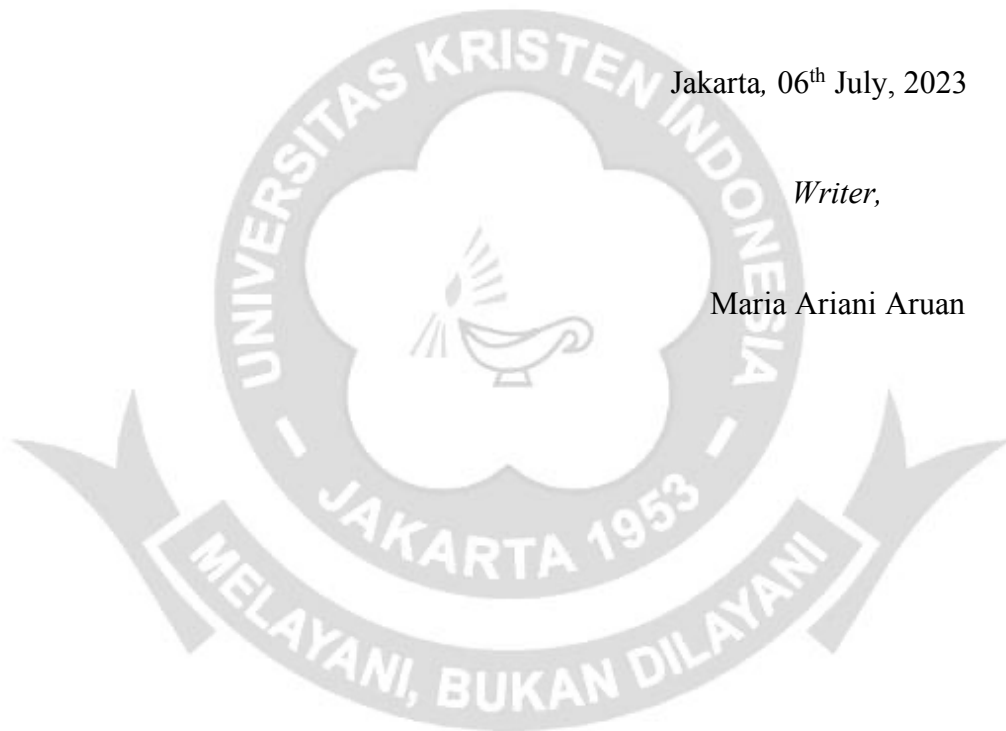 Jakarta, 06th July, 2023
Writer,
Maria Ariani Aruan
UNIVERSITAS KRISTEN INDONESIA
JAKARTA 1953
MELAYANI, BUKAN DILAYANI